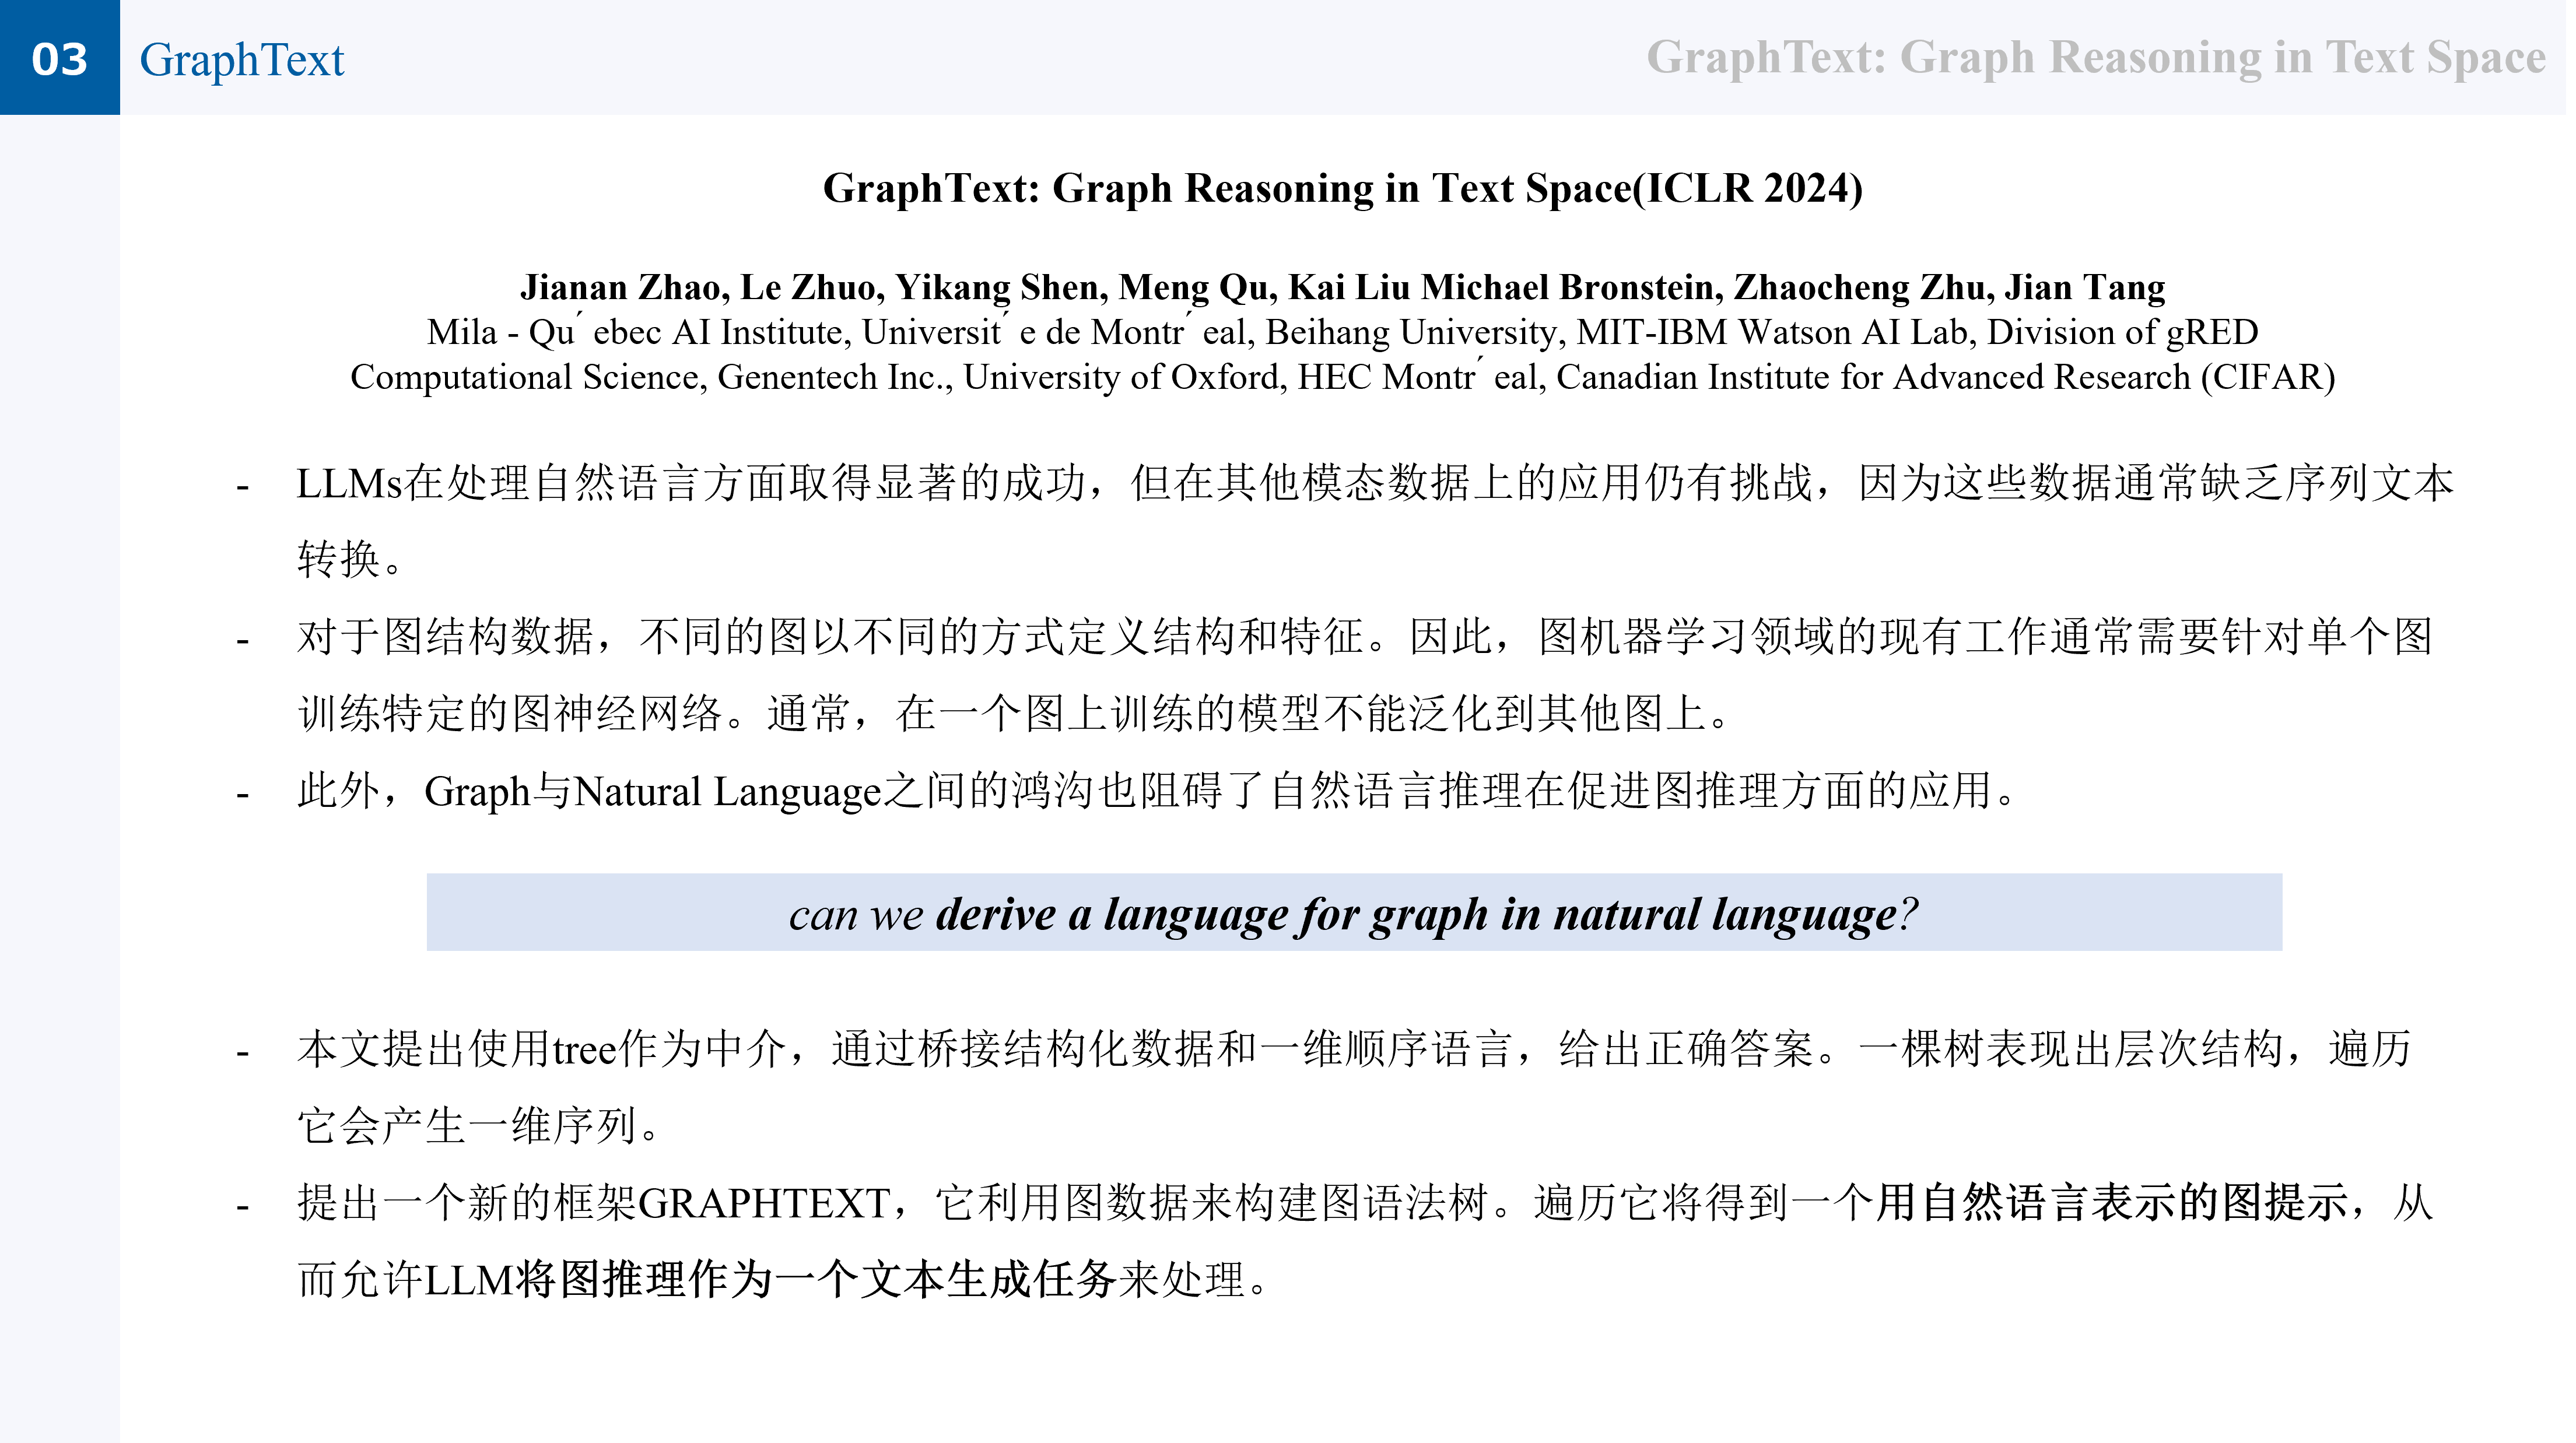 03
GraphText
GraphText: Graph Reasoning in Text Space
GraphText: Graph Reasoning in Text Space(ICLR 2024)
Jianan Zhao, Le Zhuo, Yikang Shen, Meng Qu, Kai Liu Michael Bronstein, Zhaocheng Zhu, Jian Tang
Mila - Qu´ ebec AI Institute, Universit´ e de Montr´ eal, Beihang University, MIT-IBM Watson AI Lab, Division of gRED
Computational Science, Genentech Inc., University of Oxford, HEC Montr´ eal, Canadian Institute for Advanced Research (CIFAR)
- LLMs在处理自然语言方面取得显著的成功，但在其他模态数据上的应用仍有挑战，因为这些数据通常缺乏序列文本
转换。
- 对于图结构数据，不同的图以不同的方式定义结构和特征。因此，图机器学习领域的现有工作通常需要针对单个图
训练特定的图神经网络。通常，在一个图上训练的模型不能泛化到其他图上。
- 此外，Graph与Natural Language之间的鸿沟也阻碍了自然语言推理在促进图推理方面的应用。
can we derive a language for graph in natural language?
- 本文提出使用tree作为中介，通过桥接结构化数据和一维顺序语言，给出正确答案。一棵树表现出层次结构，遍历
它会产生一维序列。
- 提出一个新的框架GRAPHTEXT，它利用图数据来构建图语法树。遍历它将得到一个用自然语言表示的图提示，从
而允许LLM将图推理作为一个文本生成任务来处理。